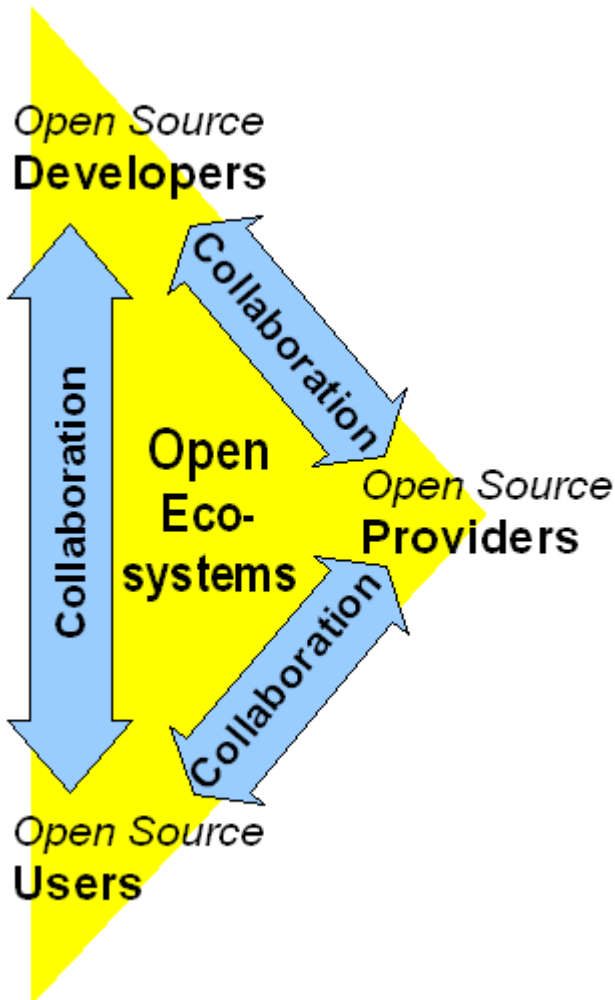 Open Source
Developers
Collaboration
Collaboration
Open
Eco-
systems
Open Source
Providers
Collaboration
Open Source
Users